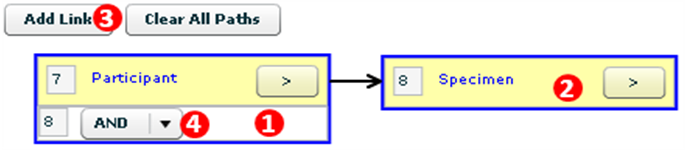 Add Link 3 Clear All Paths
7 Participant > 8 Specimen 2 >
8 AND 4 1